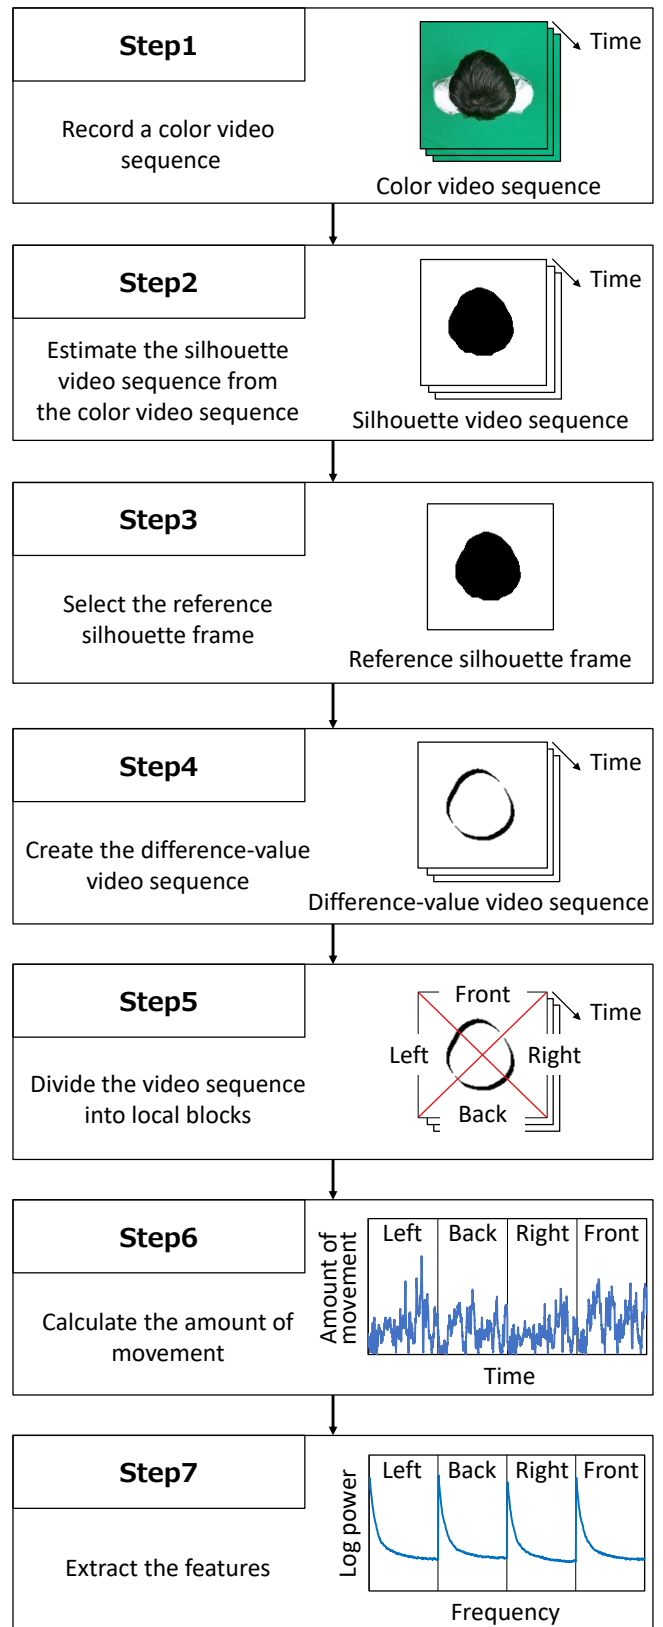 Step1
Time
Record a color video
sequence
Color video sequence
Step2
Time
Estimate the silhouette
video sequence from
the color video sequence
Silhouette video sequence
Step3
Select the reference
silhouette frame
Reference silhouette frame
Step4
Time
Create the difference-value
video sequence
Difference-value video sequence
Step5
Front
Time
Left
Right
Divide the video sequence
into local blocks
Back
Step6
Left Back Right Front
Amount of
movement
Calculate the amount of
movement
Time
Step7
Left Back Right Front
Log power
Extract the features
Frequency